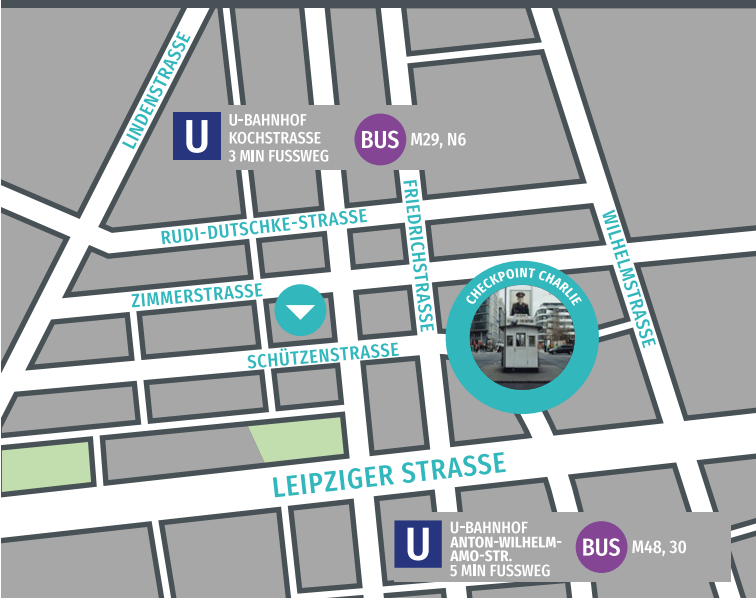 LINDENSTRASSE
U
U-BAHNHOF
KOCHSTRASSE
3 MIN FUSSWEG
BUS
M29, N6
FRIEDRICHSTRASSE
WILHELMSTRASSE
RUDI-DUTSCHKE-STRASSE
ZIMMERSTRASSE
CHECKPOINT CHARLIE
SCHÜTZENSTRASSE
LEIPZIGER STRASSE
U
U-BAHNHOF
ANTON-WILHELM-
AMO-STR.
5 MIN FUSSWEG
BUS
M48, 30